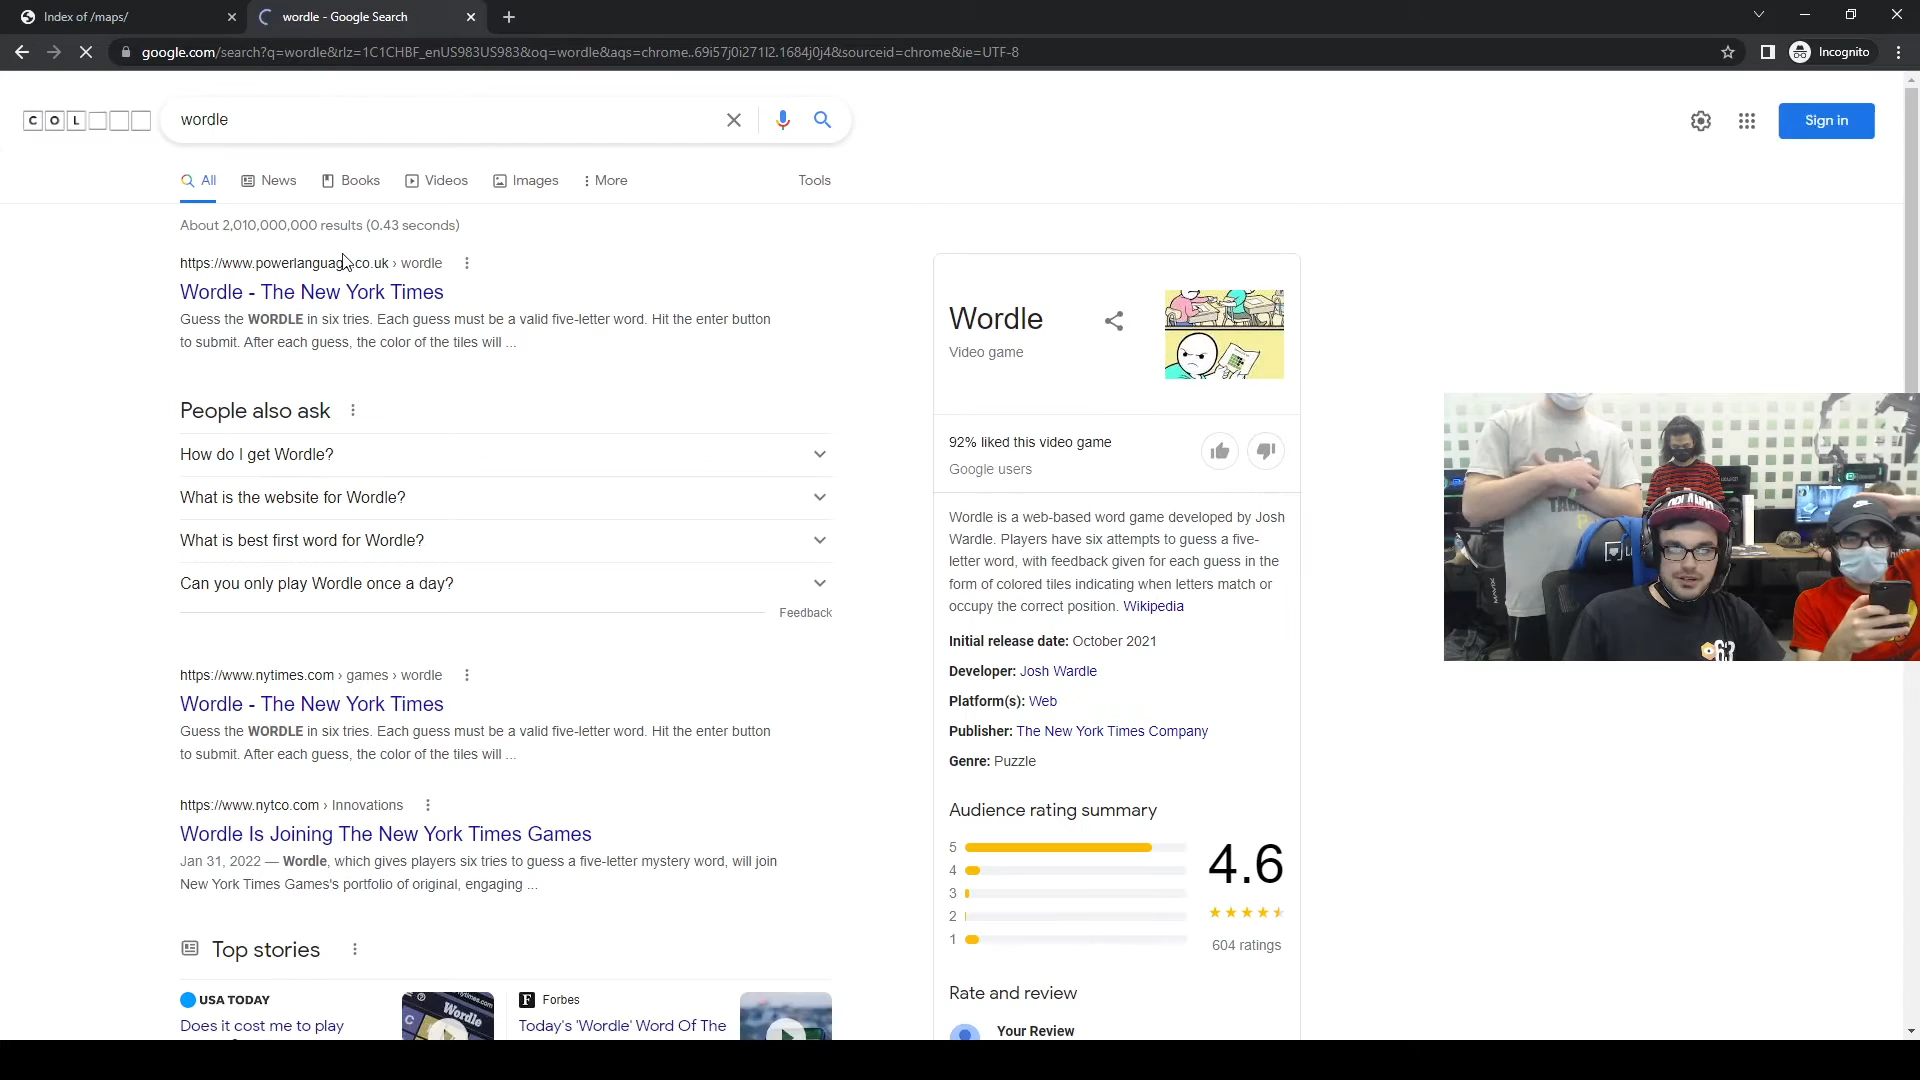 Index of /maps/
wordle - Google Search
google.com/search?q=wordle&rlz=1C1CHBF_enUS983US983&oq=wordle&aqs=chrome..69i57j0i271l2.1684j0j4&sourceid=chrome&ie=UTF-8
Incognito
C O L
wordle
Sign in
All
News
Books
Videos
Images
More
Tools
About 2,010,000,000 results (0.43 seconds)
https://www.powerlanguage.co.uk › wordle
Wordle - The New York Times
Guess the WORDLE in six tries. Each guess must be a valid five-letter word. Hit the enter button
to submit. After each guess, the color of the tiles will ...
People also ask
How do I get Wordle?
What is the website for Wordle?
What is best first word for Wordle?
Can you only play Wordle once a day?
Feedback
https://www.nytimes.com › games › wordle
Wordle - The New York Times
Guess the WORDLE in six tries. Each guess must be a valid five-letter word. Hit the enter button
to submit. After each guess, the color of the tiles will ...
https://www.nytco.com › Innovations
Wordle Is Joining The New York Times Games
Jan 31, 2022 — Wordle, which gives players six tries to guess a five-letter mystery word, will join
New York Times Games's portfolio of original, engaging ...
Top stories
USA TODAY
Does it cost me to play
Wordle
Forbes
Today's 'Wordle' Word Of The
Wordle
Video game
92% liked this video game
Google users
Wordle is a web-based word game developed by Josh
Wardle. Players have six attempts to guess a five-
letter word, with feedback given for each guess in the
form of colored tiles indicating when letters match or
occupy the correct position. Wikipedia
Initial release date: October 2021
Developer: Josh Wardle
Platform(s): Web
Publisher: The New York Times Company
Genre: Puzzle
Audience rating summary
5
4
3
2
1
4.6
604 ratings
Rate and review
Your Review
63